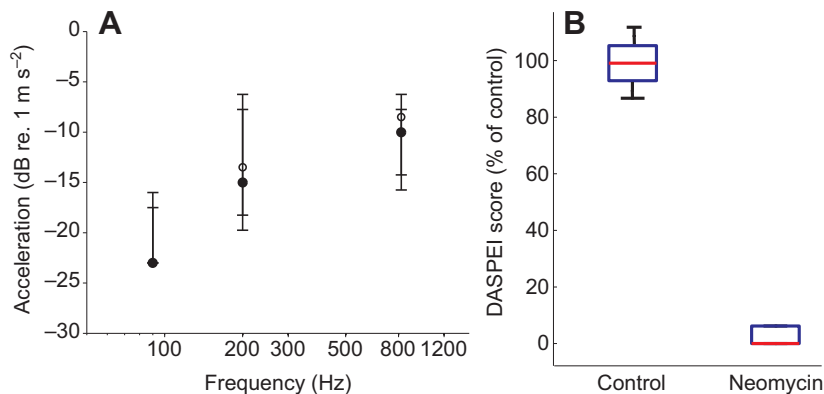 A
Acceleration (dB re. 1 m s–2)
–0
–5
–10
–15
–20
–25
–30
100
200
300
500
800
1200
Frequency (Hz)
B
DASPEI score (% of control)
100
80
60
40
20
0
Control
Neomycin